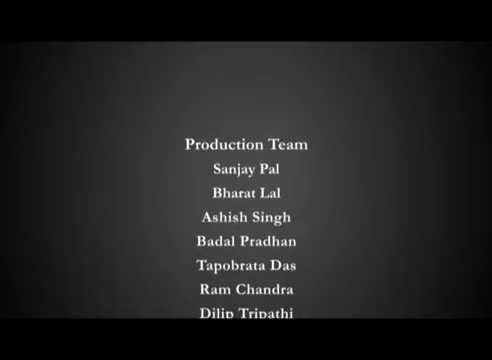 Production Team
Sanjay Pal
Bharat Lal
Ashish Singh
Badal Pradhan
Tapobrata Das
Ram Chandra
Dilip Tripathi